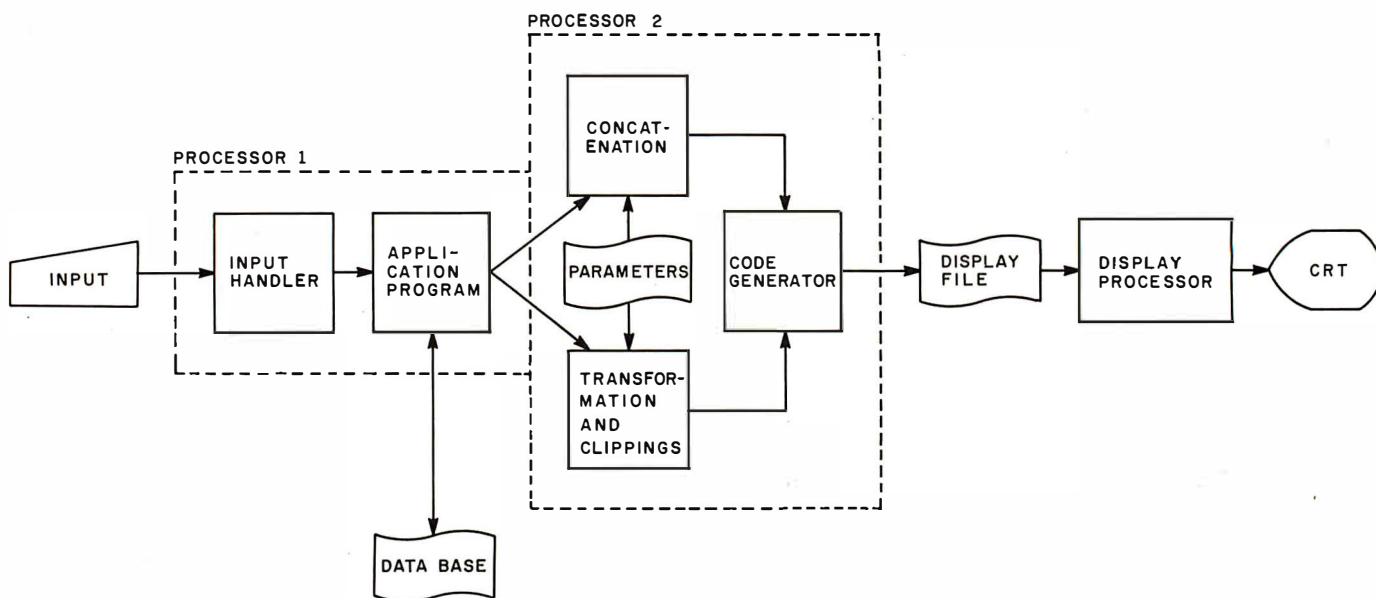 PROCESSOR 2
CONCAT-
ENATION
PROCESSOR 1
INPUT
INPUT
HANDLER
APPLI-
CATION
PROGRAM
PARAMETERS
CODE
GENERATOR
DISPLAY
FILE
DISPLAY
PROCESSOR
CRT
TRANSFOR-
MATION
AND
CLIPPINGS
DATA BASE